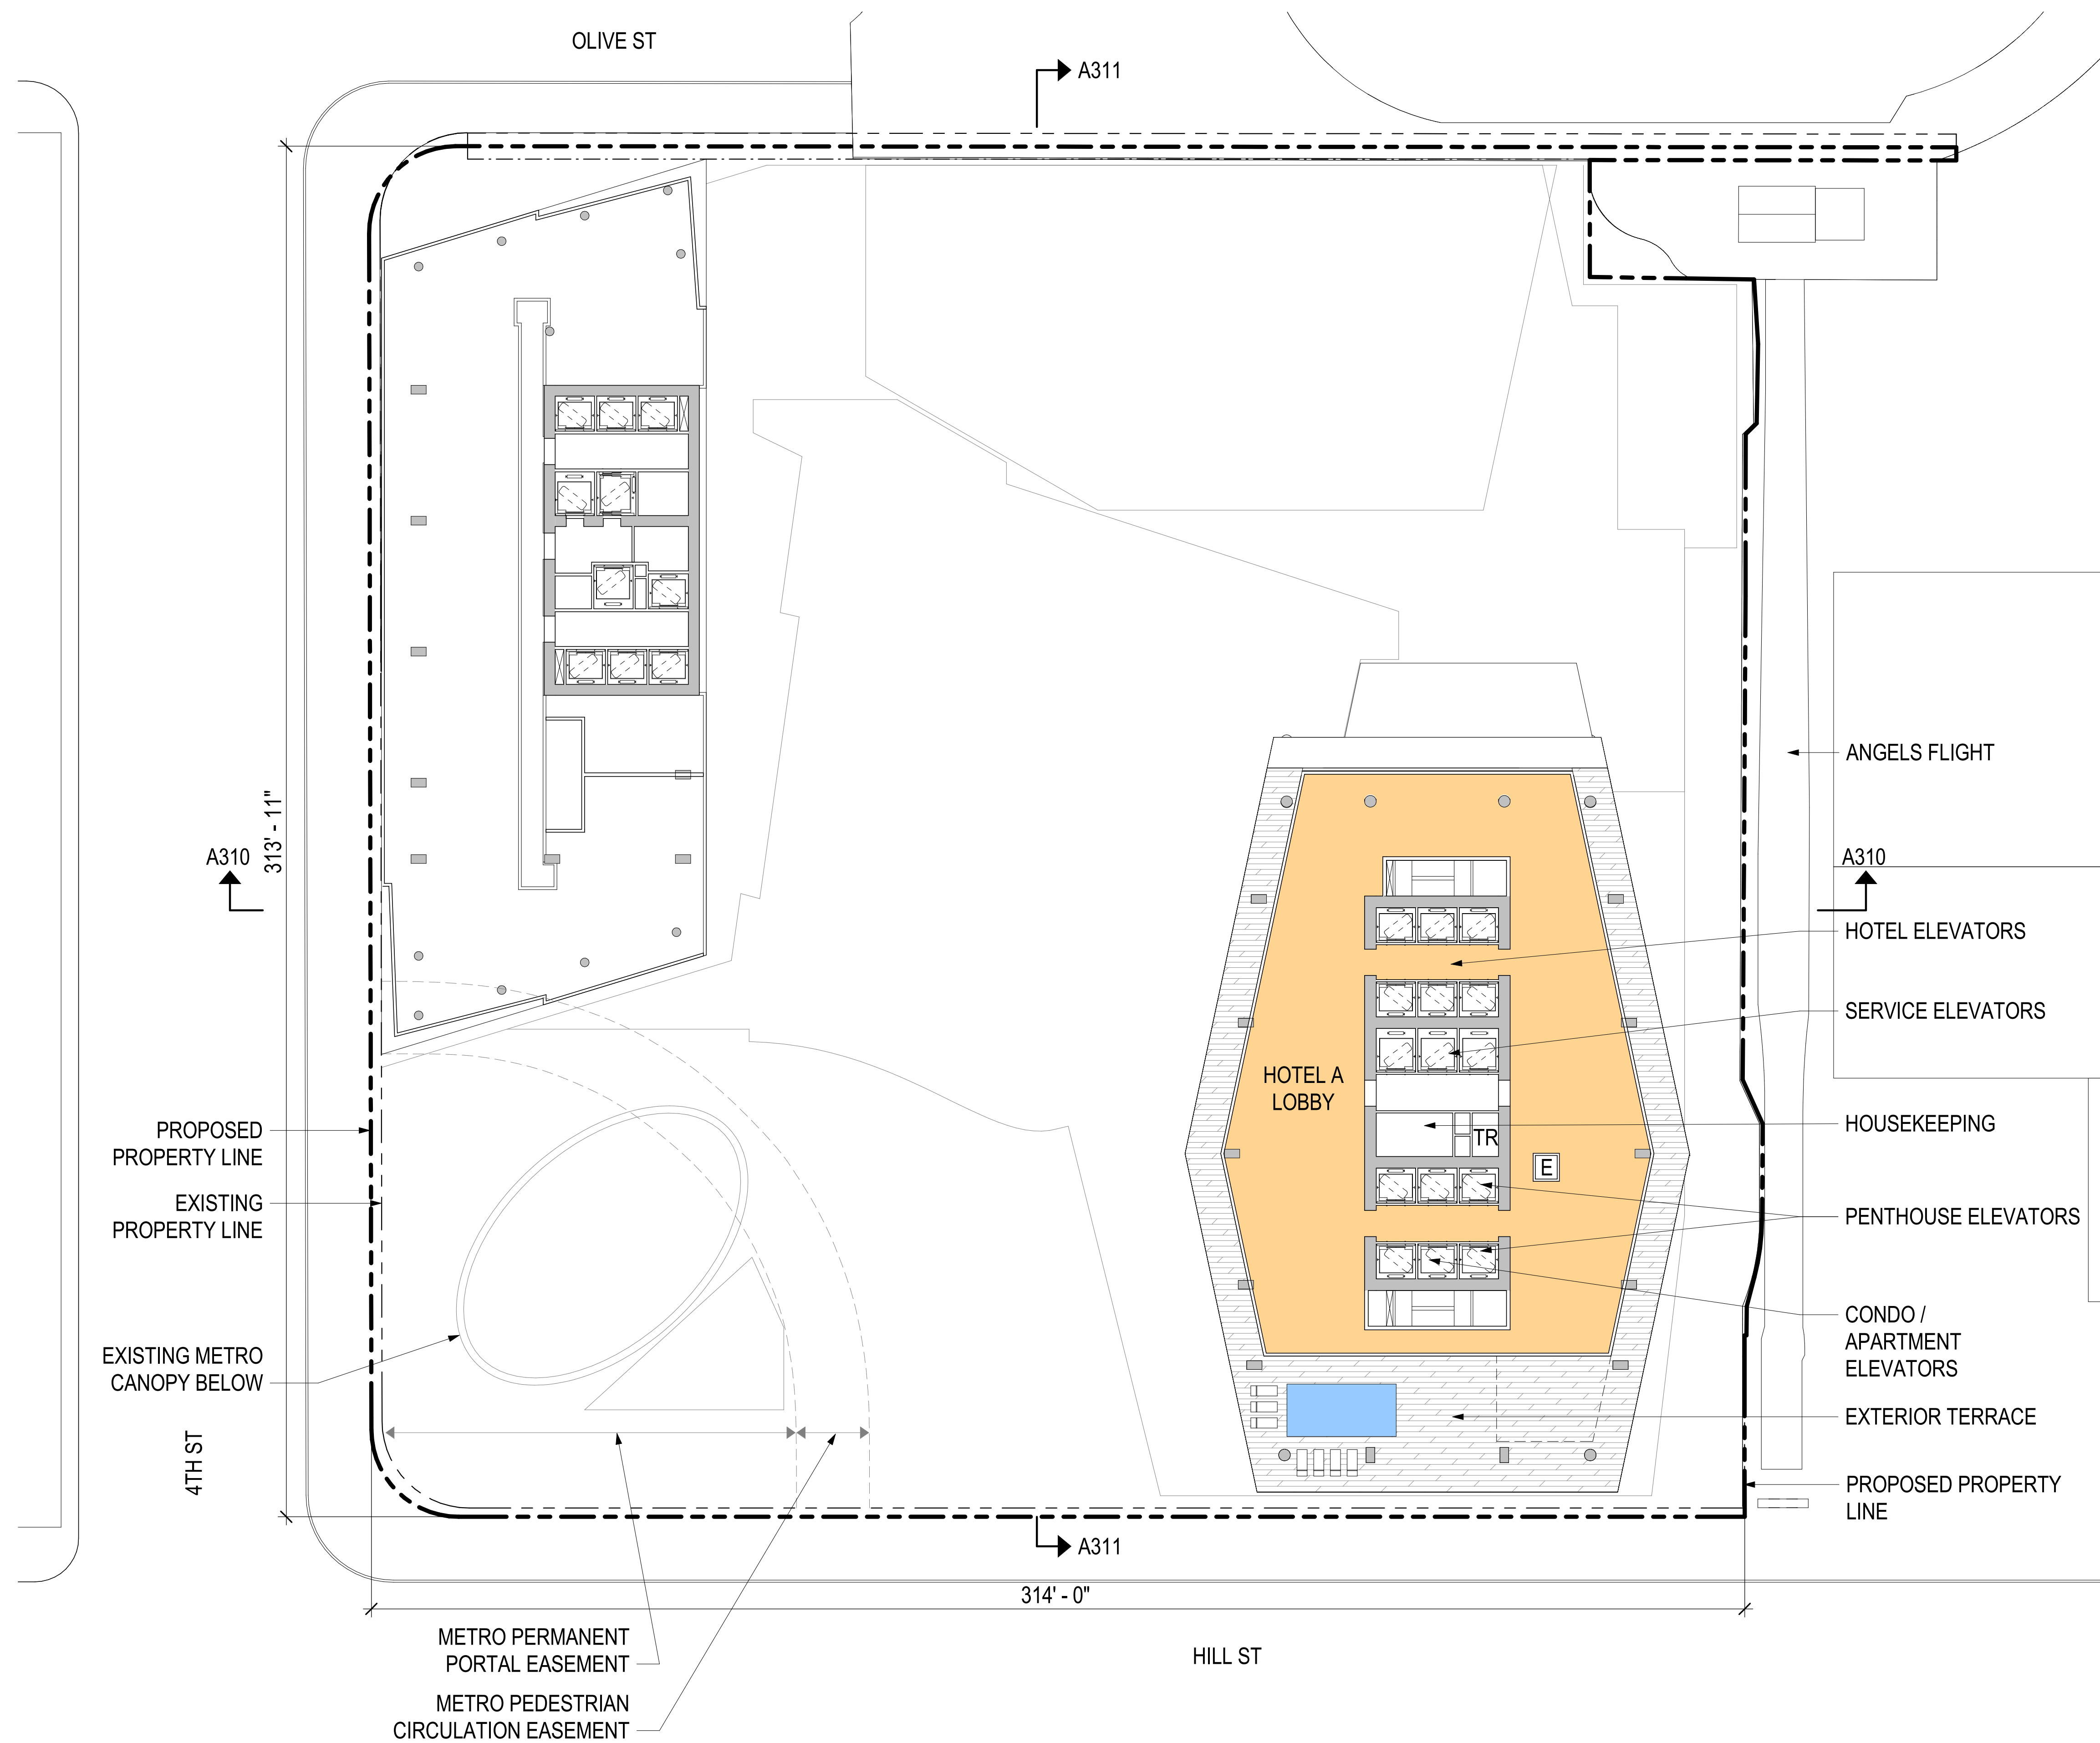 OLIVE ST
A311
313' - 11"
A310
ANGELS FLIGHT
A310
HOTEL ELEVATORS
SERVICE ELEVATORS
HOTEL A
LOBBY
HOUSEKEEPING
TR
E
PENTHOUSE ELEVATORS
CONDO /
APARTMENT
ELEVATORS
EXTERIOR TERRACE
PROPOSED PROPERTY
LINE
PROPOSED
PROPERTY LINE
EXISTING
PROPERTY LINE
EXISTING METRO
CANOPY BELOW
4TH ST
A311
314' - 0"
METRO PERMANENT
PORTAL EASEMENT
METRO PEDESTRIAN
CIRCULATION EASEMENT
HILL ST